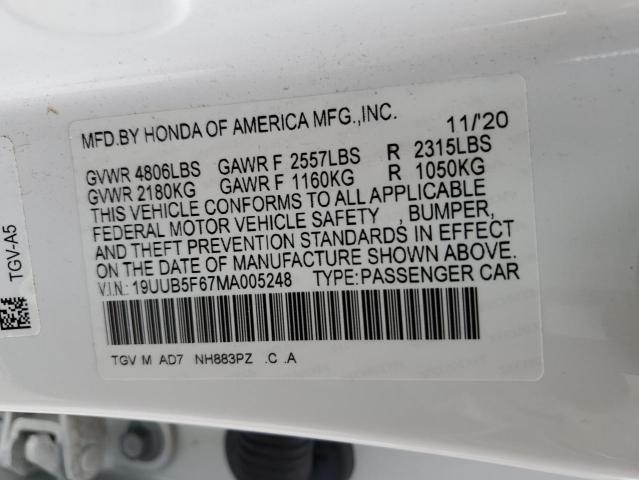 MFD.BY HONDA OF AMERICA MFG.,INC. 11/'20
GVWR 4806LBS GAWR F 2557LBS R 2315LBS
GVWR 2180KG GAWR F 1160KG R 1050KG
THIS VEHICLE CONFORMS TO ALL APPLICABLE
FEDERAL MOTOR VEHICLE SAFETY , BUMPER,
AND THEFT PREVENTION STANDARDS IN EFFECT
ON THE DATE OF MANUFACTURE SHOWN ABOVE.
V.I.N.: 19UUB5F67MA005248 TYPE:PASSENGER CAR
TGV M AD7 NH883PZ .C .A
TGV-A5